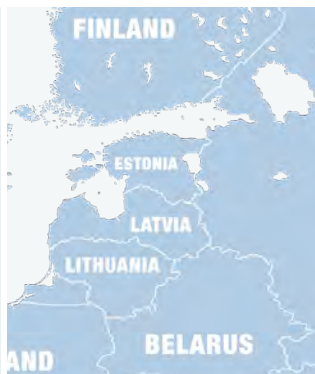 FINLAND
ESTONIA
LATVIA
LITHUANIA
BELARUS
AND